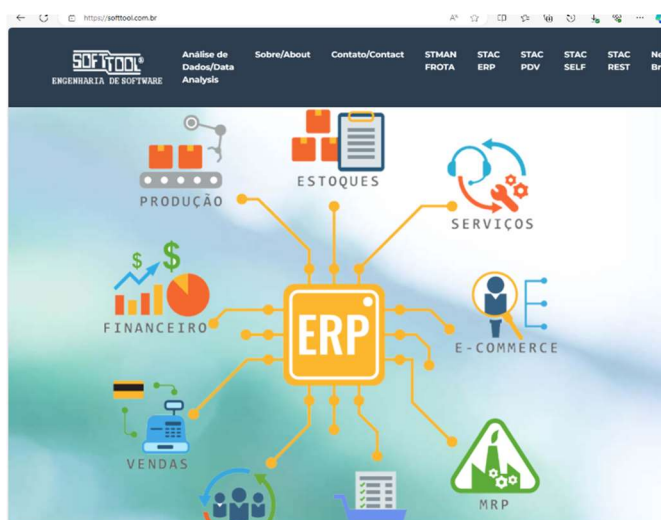 https://softtool.com.br
SOFTTOOL®
ENGENHARIA DE SOFTWARE
Análise de
Dados/Data
Analysis
Sobre/About
Contato/Contact
STMAN
FROTA
STAC
ERP
STAC
PDV
STAC
SELF
STAC
REST
PRODUÇÃO
ESTOQUES
SERVIÇOS
FINANCEIRO
ERP
E-COMMERCE
VENDAS
MRP